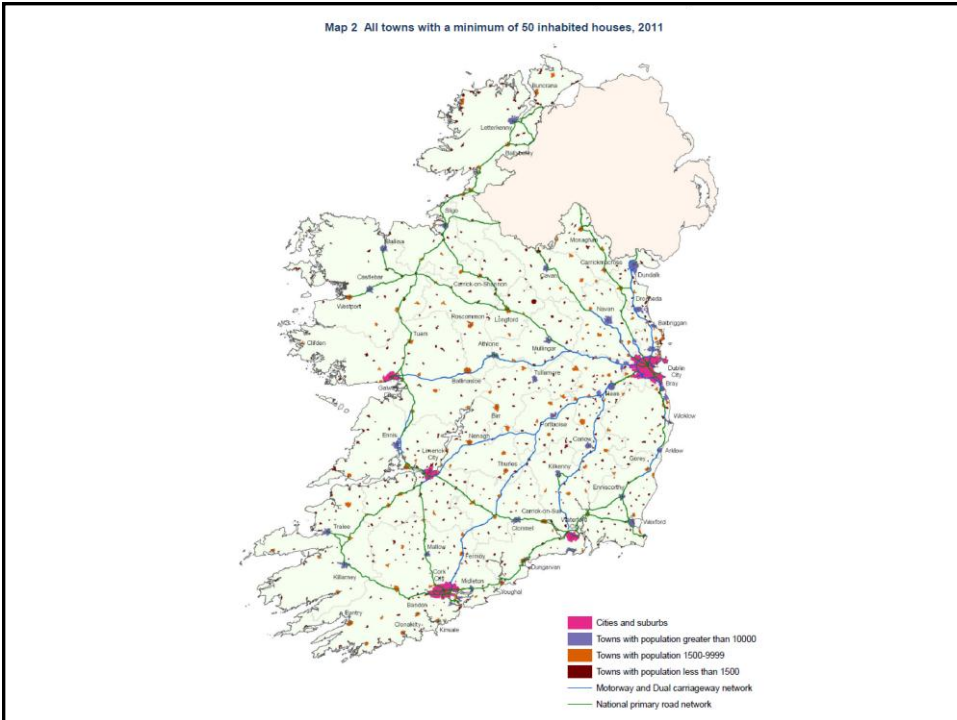 Map 2 All towns with a minimum of 50 inhabited houses, 2011
Buncrana
Letterkenny
Ballybofey
Sligo
Monaghan
Ballina
Carrickmacross
Cavan
Dundalk
Castlebar
Carrick-on-Shannon
Drogheda
Westport
Navan
Balbriggan
Roscommon
Longford
Tuam
Clifden
Athlone
Mullingar
Dublin
City
Tullamore
Galway
City
Ballinasloe
Bray
Naas
Birr
Portlaoise
Wicklow
Ennis
Nenagh
Carlow
Limerick
City
Arklow
Thurles
Gorey
Kilkenny
Enniscorthy
Carrick-on-Suir
Waterford
City
Wexford
Clonmel
Tralee
Mallow
Fermoy
Dungarvan
Killarney
Cork
City
Midleton
Youghal
Bandon
Bantry
Clonakilty
Kinsale
Cities and suburbs
Towns with population greater than 10000
Towns with population 1500-9999
Towns with population less than 1500
Motorway and Dual carriageway network
National primary road network